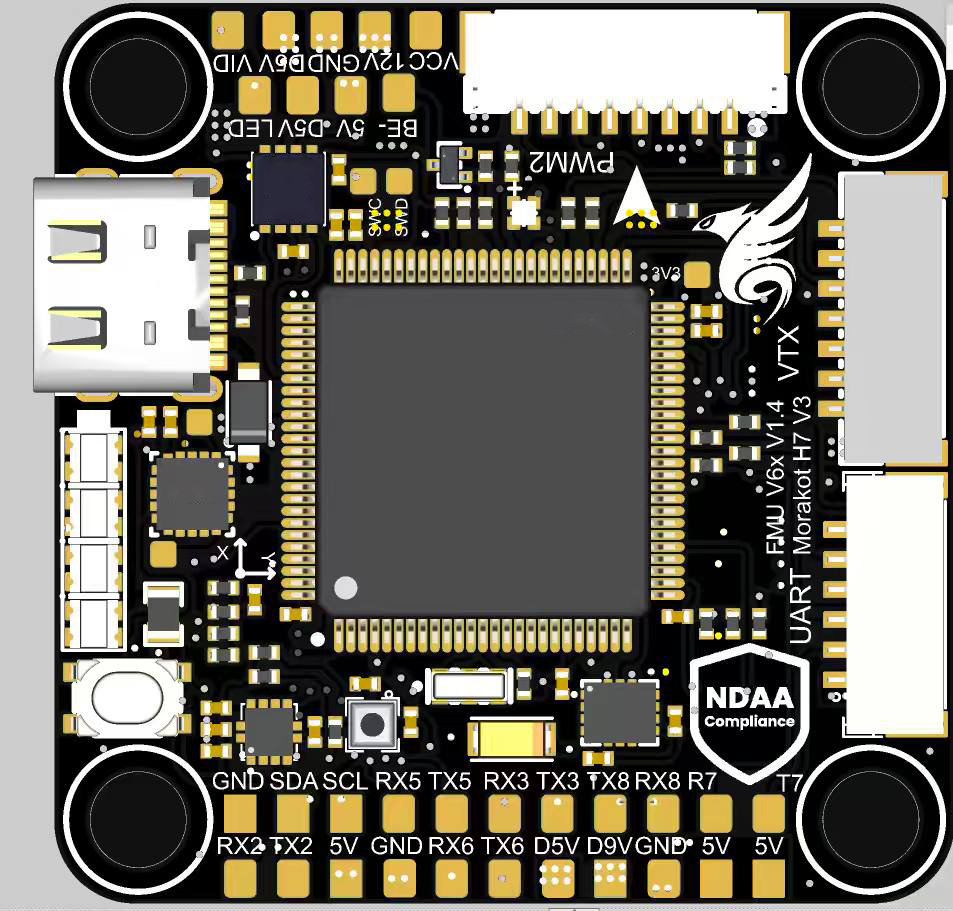 VCC 12V GND D5V VID
BE- 5V D5V LED
PWM2
SWC
SWD
3V3
VTX
FMU V6x V1.4
Morakot H7 V3
UART
X
Y
NDAA
Compliance
GND SDA SCL RX5 TX5 RX3 TX3 TX8 RX8 R7 T7
RX2 TX2 5V GND RX6 TX6 D5V D9V GND 5V 5V